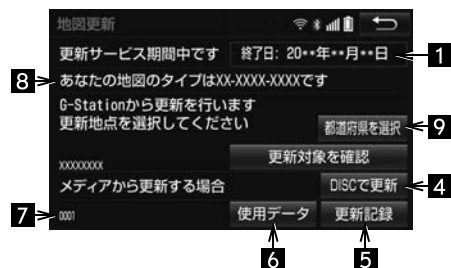 地図更新
更新サービス期間中です 終了日: 20**年**月**日 1
8 あなたの地図のタイプはXX-XXXX-XXXXです
G-Stationから更新を行います
更新地点を選択してください 都道府県を選択 9
XXXXXXXX 更新対象を確認
メディアから更新する場合 DISCで更新 4
7 0001 使用データ 更新記録
6 5